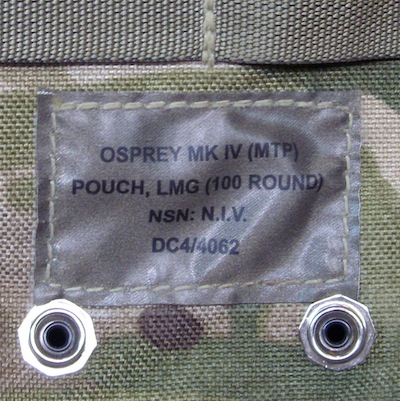 OSPREY MK IV (MTP)
POUCH, LMG (100 ROUND)
NSN: N.I.V.
DC4/4062